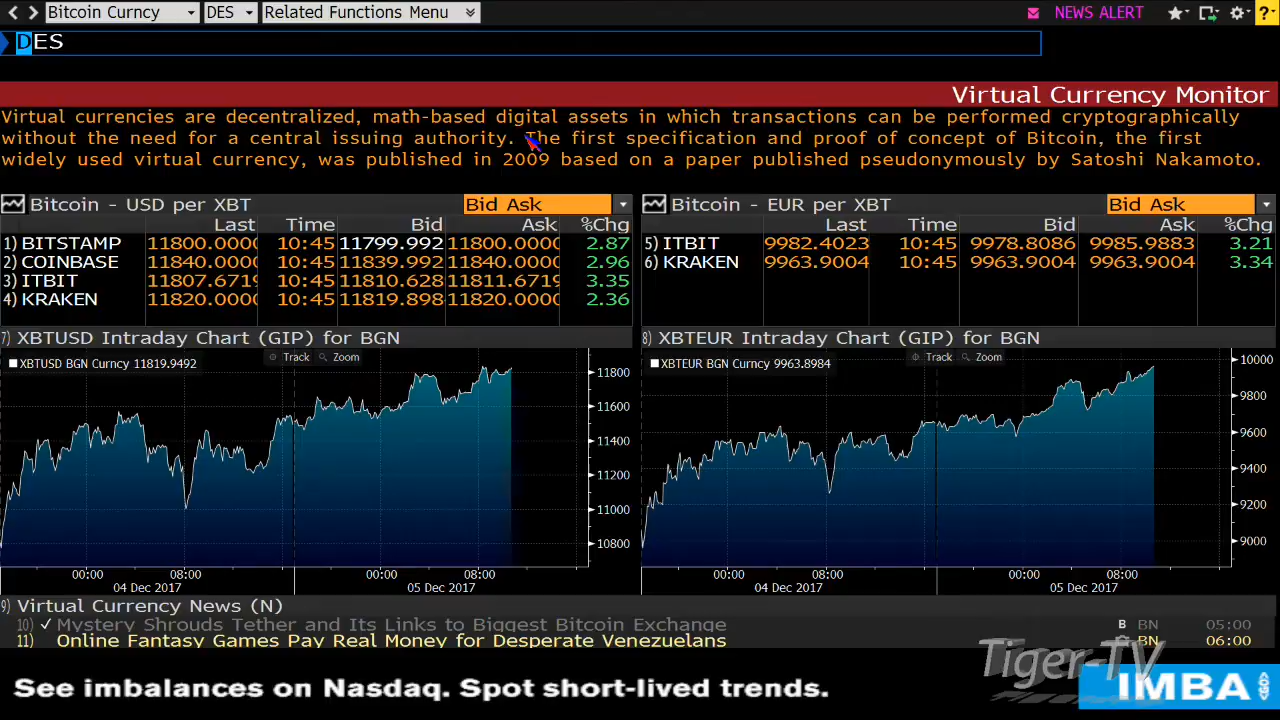 Bitcoin Curncy DES Related Functions Menu NEWS ALERT ?
DES
Virtual Currency Monitor
Virtual currencies are decentralized, math-based digital assets in which transactions can be performed cryptographically
without the need for a central issuing authority. The first specification and proof of concept of Bitcoin, the first
widely used virtual currency, was published in 2009 based on a paper published pseudonymously by Satoshi Nakamoto.
Bitcoin - USD per XBT Bid Ask
Last Time Bid Ask %Chg
1) BITSTAMP 11800.0000 10:45 11799.992 11800.0000 2.87
2) COINBASE 11840.0000 10:45 11839.992 11840.0000 2.96
3) ITBIT 11807.6719 10:45 11810.628 11811.6719 3.35
4) KRAKEN 11820.0000 10:45 11819.898 11820.0000 2.36
Bitcoin - EUR per XBT Bid Ask
Last Time Bid Ask %Chg
5) ITBIT 9982.4023 10:45 9978.8086 9985.9883 3.21
6) KRAKEN 9963.9004 10:45 9963.9004 9963.9004 3.34
7) XBTUSD Intraday Chart (GIP) for BGN
XBTUSD BGN Curncy 11819.9492 Track Zoom
11800
11600
11400
11200
11000
10800
00:00 08:00 00:00 08:00
04 Dec 2017 05 Dec 2017
8) XBTEUR Intraday Chart (GIP) for BGN
XBTEUR BGN Curncy 9963.8984 Track Zoom
10000
9800
9600
9400
9200
9000
00:00 08:00 00:00 08:00
04 Dec 2017 05 Dec 2017
9) Virtual Currency News (N)
10) ✓ Mystery Shrouds Tether and Its Links to Biggest Bitcoin Exchange B BN 05:00
11) Online Fantasy Games Pay Real Money for Desperate Venezuelans BN 06:00
Tiger-TV
See imbalances on Nasdaq. Spot short-lived trends. IMBA